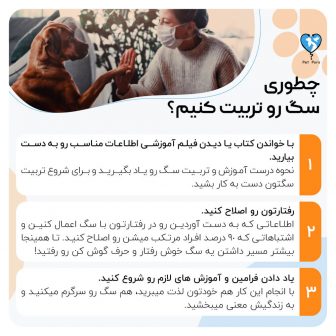 Pet Pors
چطوری
سگ رو تربیت کنیم؟
۱
با خواندن کتاب یا دیدن فیلم آموزشی اطلاعات مناسب رو به دست
بیارید.
نحوه درست آموزش و تربیت سگ رو یاد بگیرید و برای شروع تربیت
سگتون دست به کار بشید.
۲
رفتارتون رو اصلاح کنید.
اطلاعاتی که به دست آوردین رو در رفتارتون با سگ اعمال کنین و
اشتباهاتی که ۹۰ درصد افراد مرتکب میشن رو اصلاح کنید. تا همینجا
بیشتر مسیر داشتن یه سگ خوش رفتار و حرف گوش کن رو رفتید!
۳
یاد دادن فرامین و آموزش های لازم رو شروع کنید.
با انجام این کار هم خودتون لذت میبرید، هم سگ رو سرگرم میکنید و
به زندگیش معنی میبخشید.